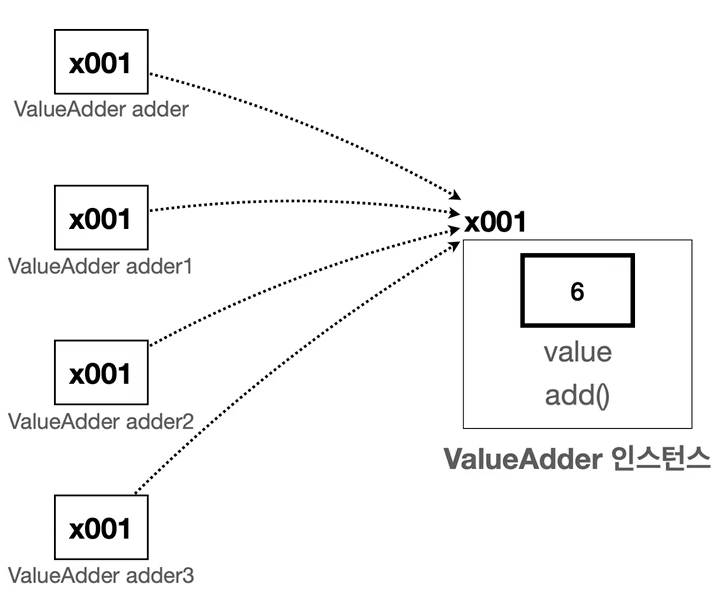 x001
ValueAdder adder
x001
ValueAdder adder1
x001
ValueAdder adder2
x001
ValueAdder adder3
x001
6
value
add()
ValueAdder 인스턴스